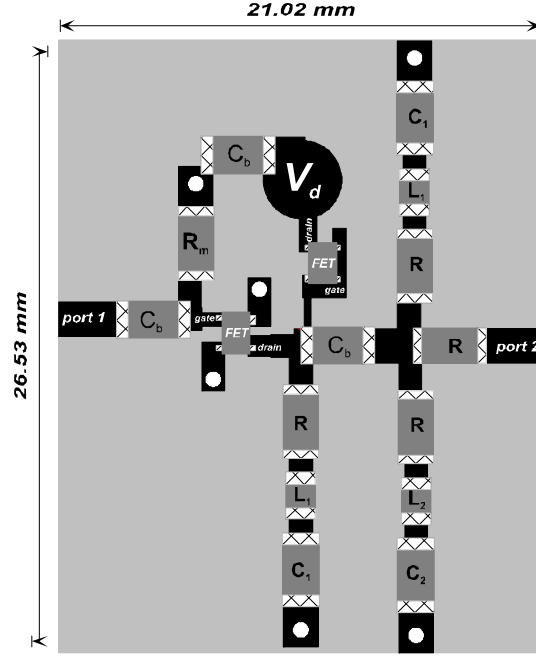 21.02 mm
26.53 mm
C1
Cb
Vd
L1
drain
Rm
FET
R
gate
port 1
Cb
gate
FET
drain
Cb
R
port 2
R
R
L1
L2
C1
C2